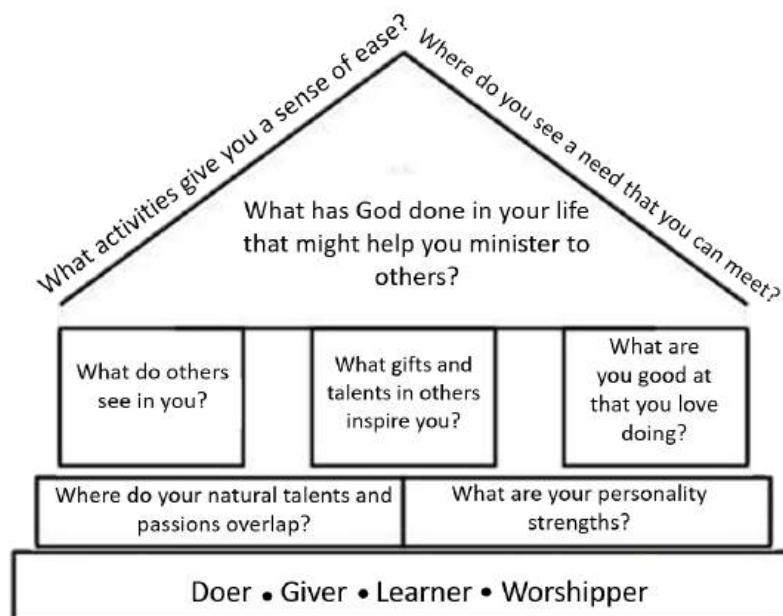 What activities give you a sense of ease?
Where do you see a need that you can meet?
What has God done in your life
that might help you minister to
others?
What do others
see in you?
What gifts and
talents in others
inspire you?
What are
you good at
that you love
doing?
Where do your natural talents and
passions overlap?
What are your personality
strengths?
Doer • Giver • Learner • Worshipper